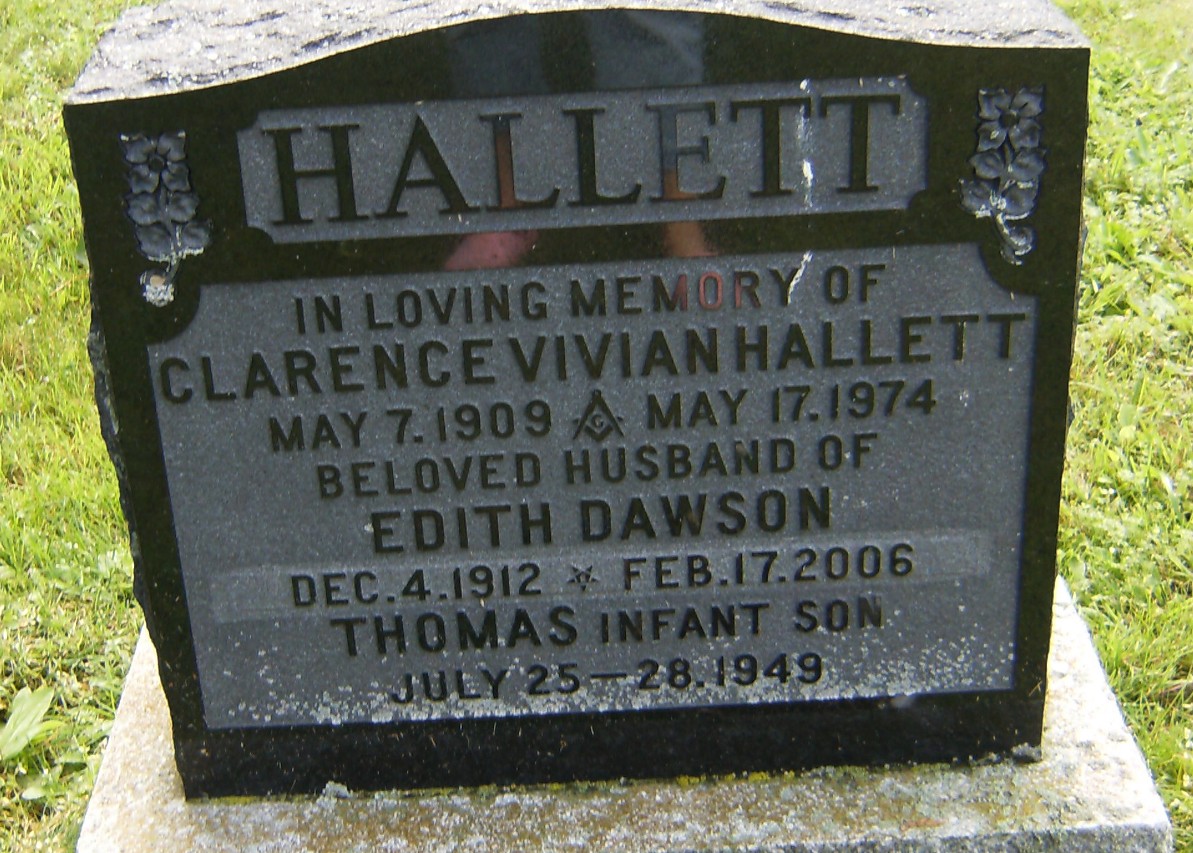 HALLETT
IN LOVING MEMORY OF
CLARENCE VIVIAN HALLETT
MAY 7. 1909 G MAY 17. 1974
BELOVED HUSBAND OF
EDITH DAWSON
DEC. 4. 1912 FEB. 17. 2006
THOMAS INFANT SON
JULY 25 — 28. 1949